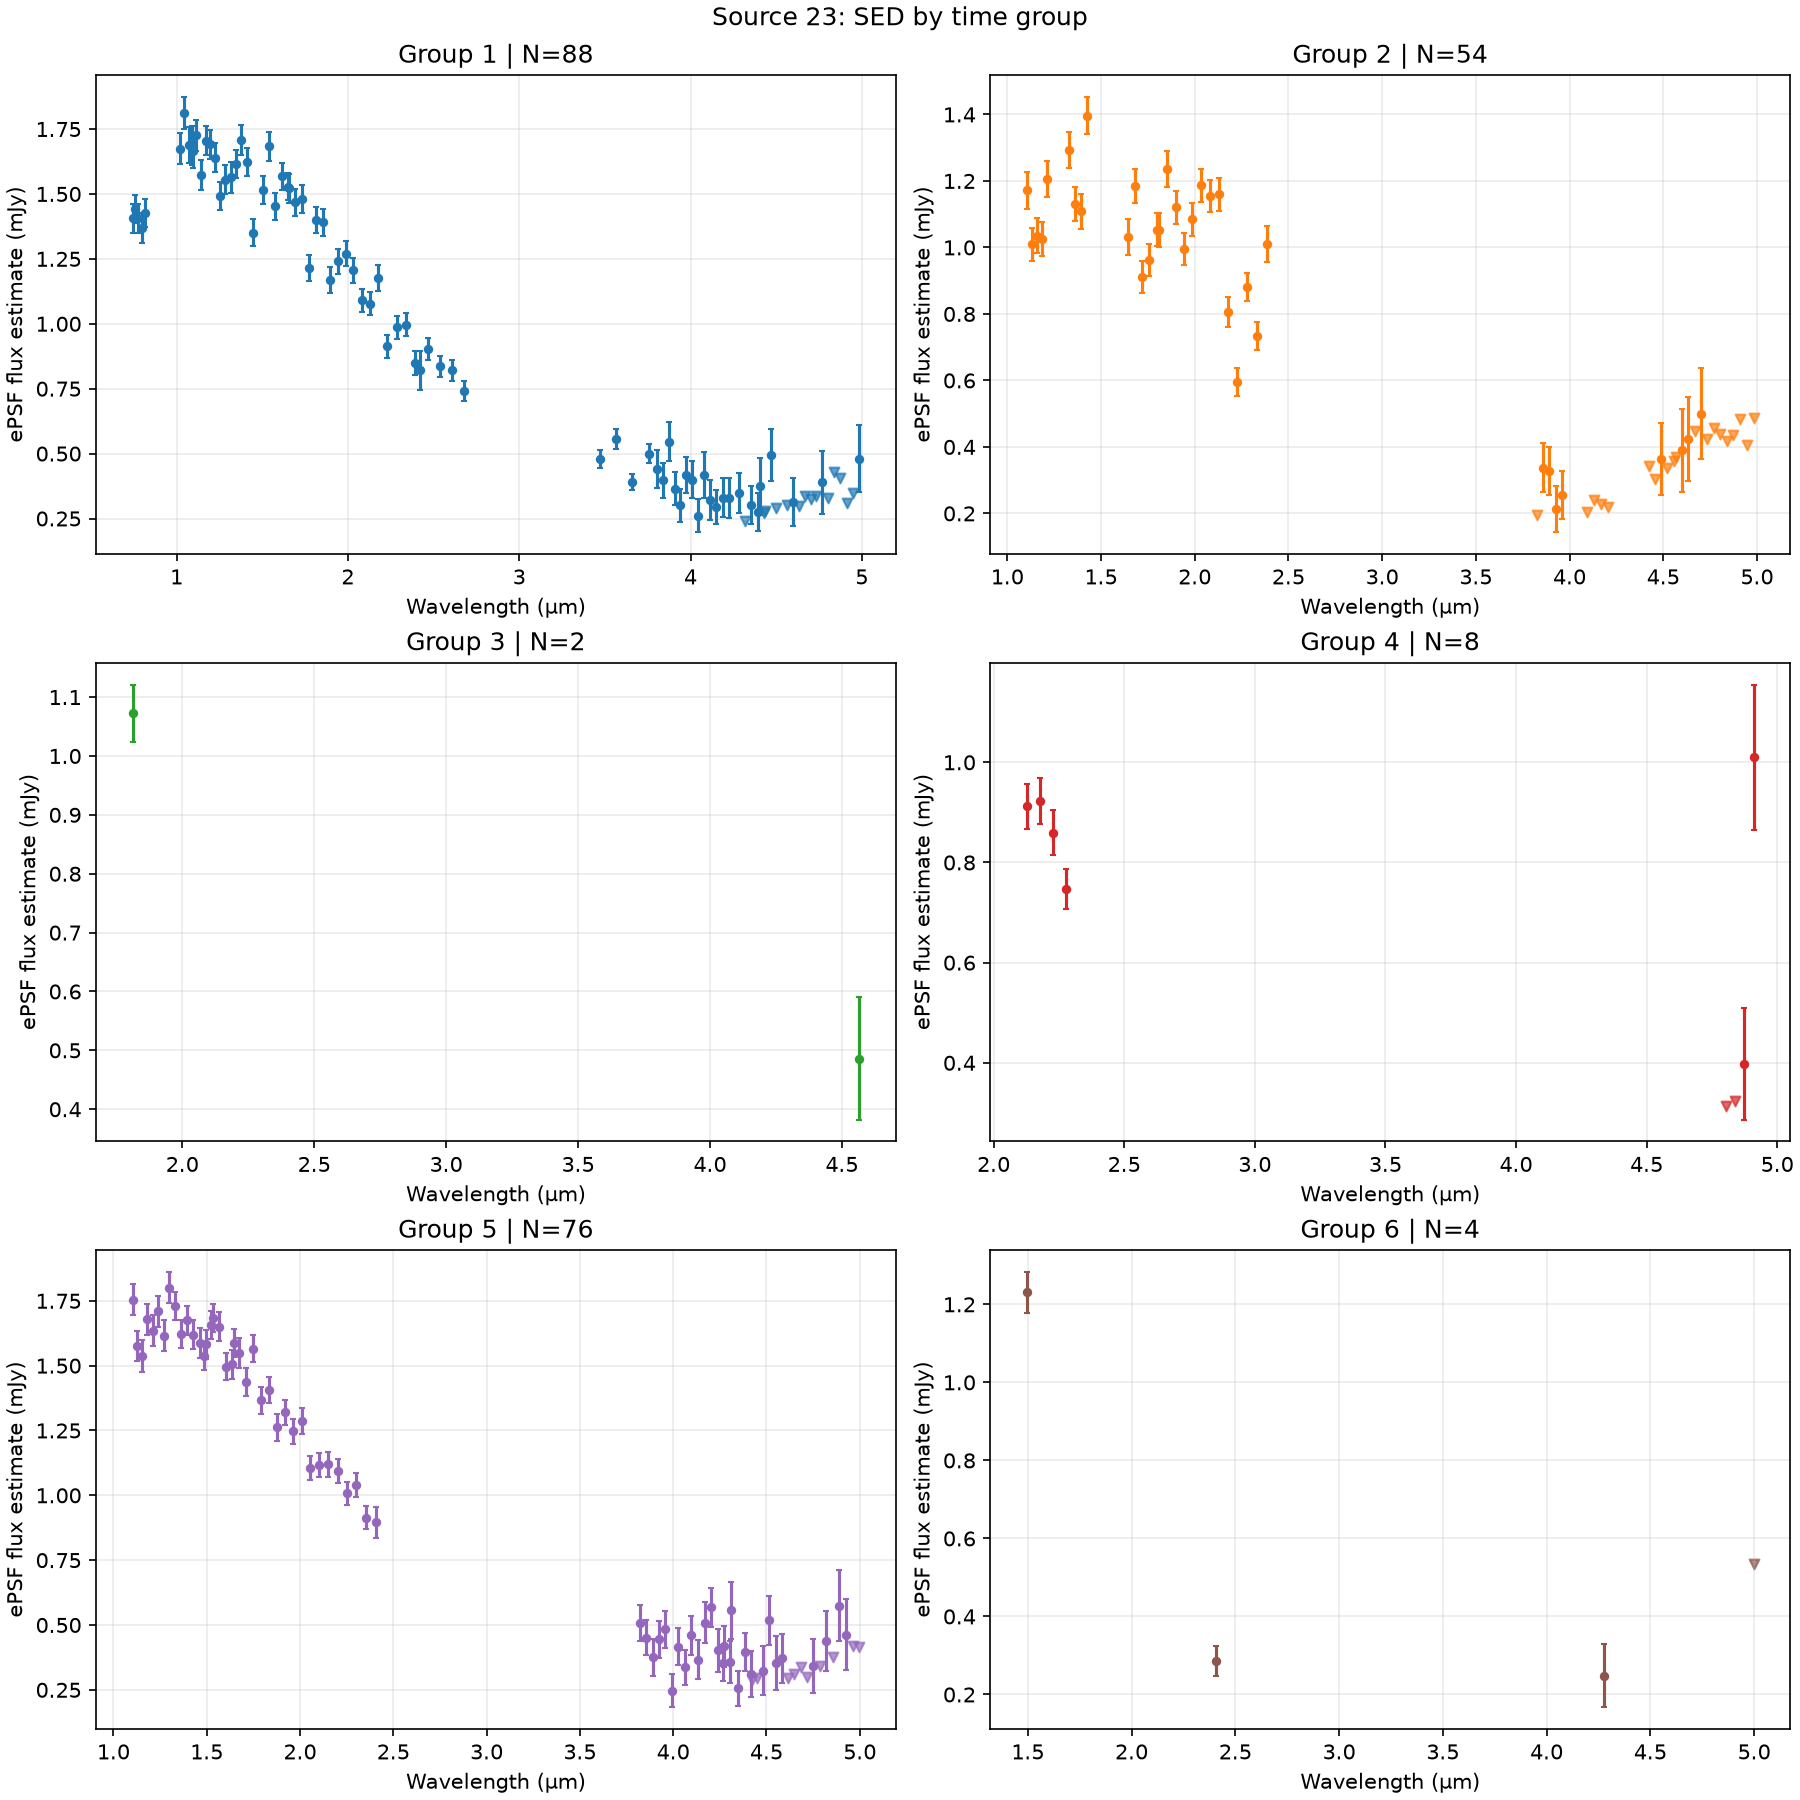 Source 23: SED by time group
Group 1 | N=88
ePSF flux estimate (mJy)
1.75
1.50
1.25
1.00
0.75
0.50
0.25
1 2 3 4 5
Wavelength (µm)
Group 2 | N=54
ePSF flux estimate (mJy)
1.4
1.2
1.0
0.8
0.6
0.4
0.2
1.0 1.5 2.0 2.5 3.0 3.5 4.0 4.5 5.0
Wavelength (µm)
Group 3 | N=2
ePSF flux estimate (mJy)
1.1
1.0
0.9
0.8
0.7
0.6
0.5
0.4
2.0 2.5 3.0 3.5 4.0 4.5
Wavelength (µm)
Group 4 | N=8
ePSF flux estimate (mJy)
1.0
0.8
0.6
0.4
2.0 2.5 3.0 3.5 4.0 4.5 5.0
Wavelength (µm)
Group 5 | N=76
ePSF flux estimate (mJy)
1.75
1.50
1.25
1.00
0.75
0.50
0.25
1.0 1.5 2.0 2.5 3.0 3.5 4.0 4.5 5.0
Wavelength (µm)
Group 6 | N=4
ePSF flux estimate (mJy)
1.2
1.0
0.8
0.6
0.4
0.2
1.5 2.0 2.5 3.0 3.5 4.0 4.5 5.0
Wavelength (µm)